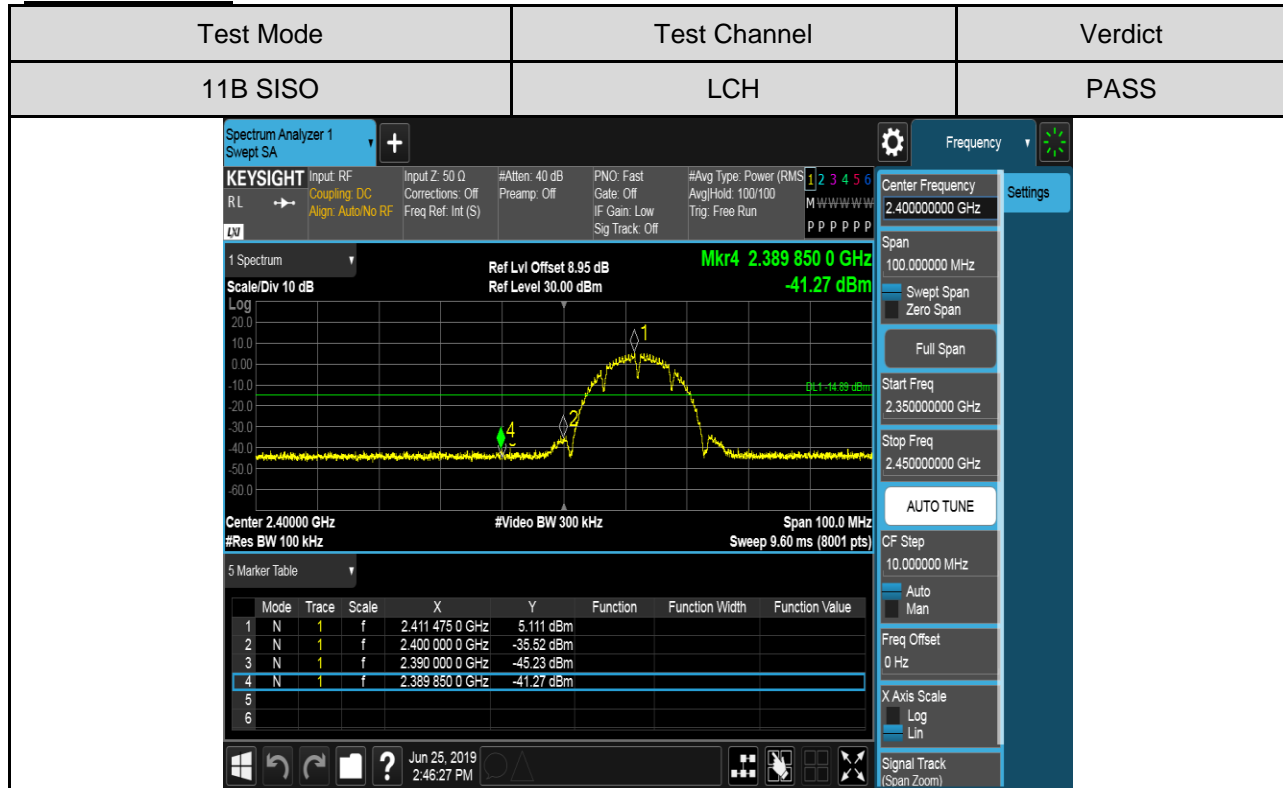 Test Mode Test Channel Verdict
11B SISO LCH PASS
Spectrum Analyzer 1
Swept SA
+
Frequency
KEYSIGHT Input: RF Input Z: 50 Ω #Atten: 40 dB PNO: Fast #Avg Type: Power (RMS 1 2 3 4 5 6
RL Coupling: DC Corrections: Off Preamp: Off Gate: Off Avg|Hold: 100/100 M W W W W W
Align: Auto/No RF Freq Ref: Int (S) IF Gain: Low Trig: Free Run
LXI Sig Track: Off P P P P P P
Center Frequency
2.400000000 GHz
Settings
1 Spectrum
Ref Lvl Offset 8.95 dB
Mkr4 2.389 850 0 GHz
Scale/Div 10 dB
Ref Level 30.00 dBm
-41.27 dBm
Log
20.0
10.0
0.00
-10.0
-20.0
-30.0
-40.0
-50.0
-60.0
1
2
4
DL1 -14.89 dBm
Center 2.40000 GHz #Video BW 300 kHz Span 100.0 MHz
#Res BW 100 kHz Sweep 9.60 ms (8001 pts)
Span
100.000000 MHz
Swept Span
Zero Span
Full Span
Start Freq
2.350000000 GHz
Stop Freq
2.450000000 GHz
AUTO TUNE
CF Step
10.000000 MHz
Auto
Man
Freq Offset
0 Hz
X Axis Scale
Log
Lin
Signal Track
(Span Zoom)
5 Marker Table
Mode Trace Scale X Y Function Function Width Function Value
1 N 1 f 2.411 475 0 GHz 5.111 dBm
2 N 1 f 2.400 000 0 GHz -35.52 dBm
3 N 1 f 2.390 000 0 GHz -45.23 dBm
4 N 1 f 2.389 850 0 GHz -41.27 dBm
5
6
? Jun 25, 2019
2:46:27 PM